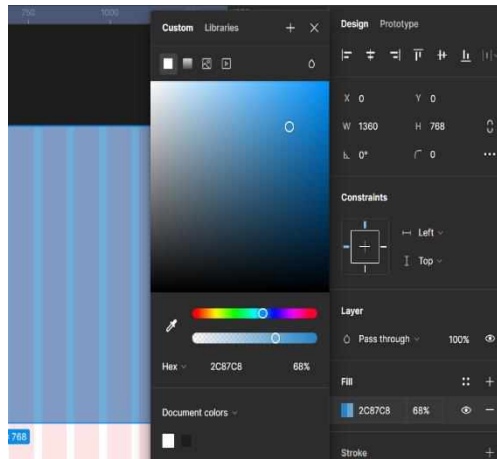 750
1000
Custom Libraries
Hex
2C87C8
68%
Document colors
768
Design Prototype
X 0
Y 0
W 1360
H 768
0°
0
Constraints
Left
Top
Layer
Pass through
100%
Fill
2C87C8
68%
Stroke